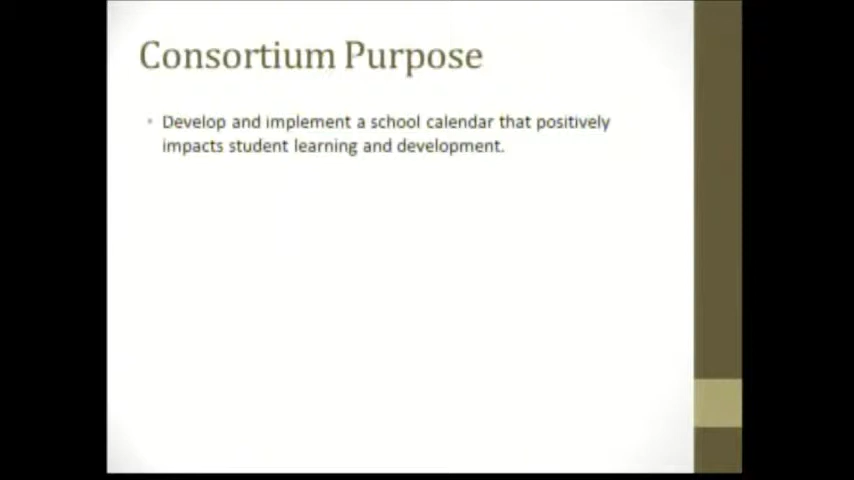 Consortium Purpose
• Develop and implement a school calendar that positively
impacts student learning and development.